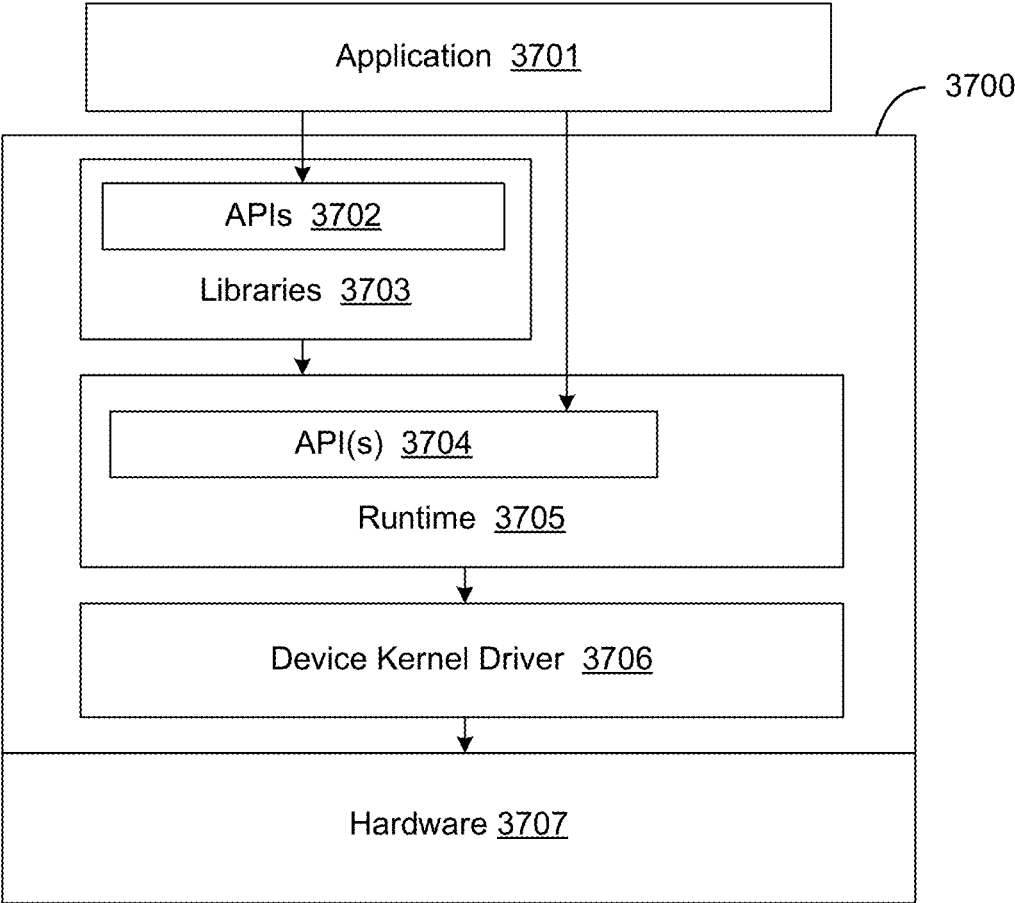 Application 3701
3700
APIs 3702
Libraries 3703
API(s) 3704
Runtime 3705
Device Kernel Driver 3706
Hardware 3707